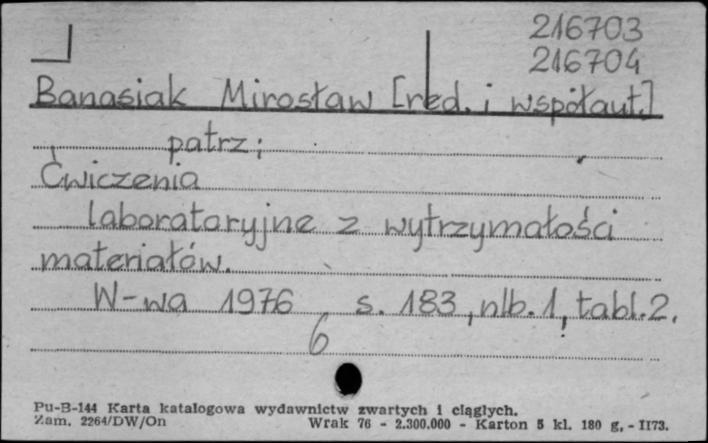 216703
216704
Banasiak Mirosław [red. i współaut.]
patrz:
Ćwiczenia
laboratoryjne z wytrzymałości
materiałów.
W-wa 1976 s. 183, nlb. 1, tabl. 2.
6
Pu-B-144 Karta katalogowa wydawnictw zwartych i ciągłych.
Zam. 2264/DW/On Wrak 76 - 2.300.000 - Karton 5 kl. 180 g. - II73.